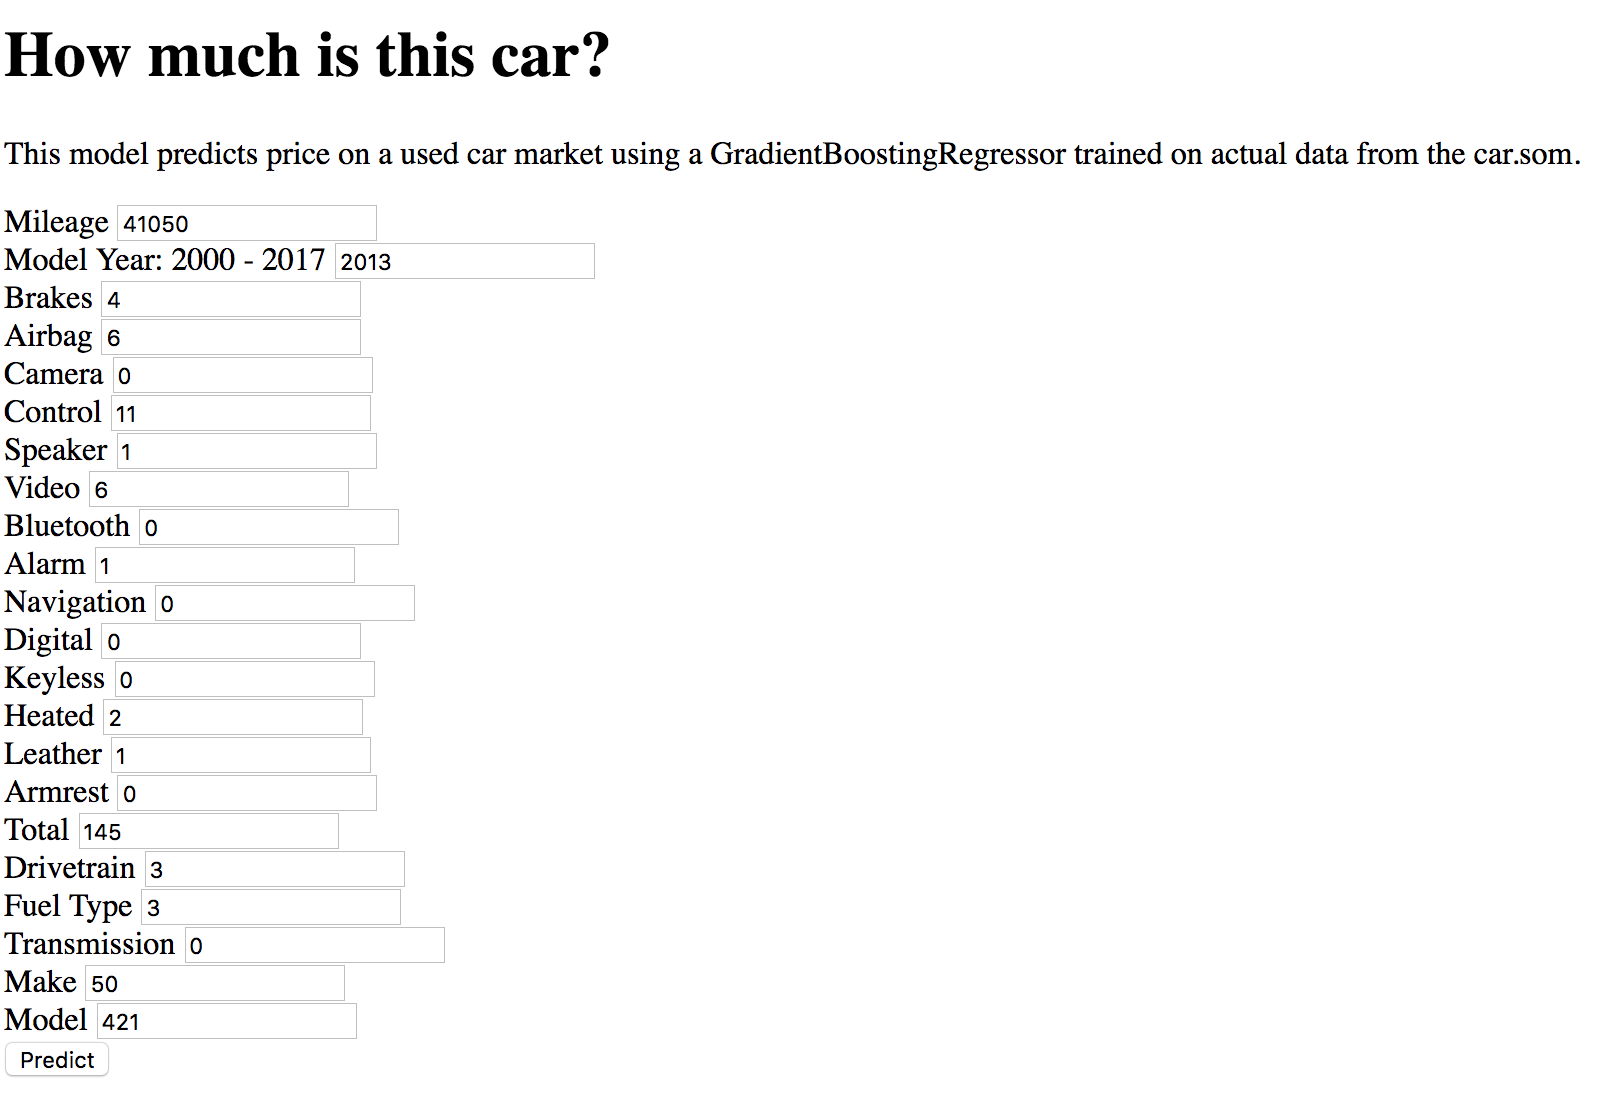 How much is this car?
This model predicts price on a used car market using a GradientBoostingRegressor trained on actual data from the car.som.
Mileage 41050
Model Year: 2000 - 2017 2013
Brakes 4
Airbag 6
Camera 0
Control 11
Speaker 1
Video 6
Bluetooth 0
Alarm 1
Navigation 0
Digital 0
Keyless 0
Heated 2
Leather 1
Armrest 0
Total 145
Drivetrain 3
Fuel Type 3
Transmission 0
Make 50
Model 421
Predict